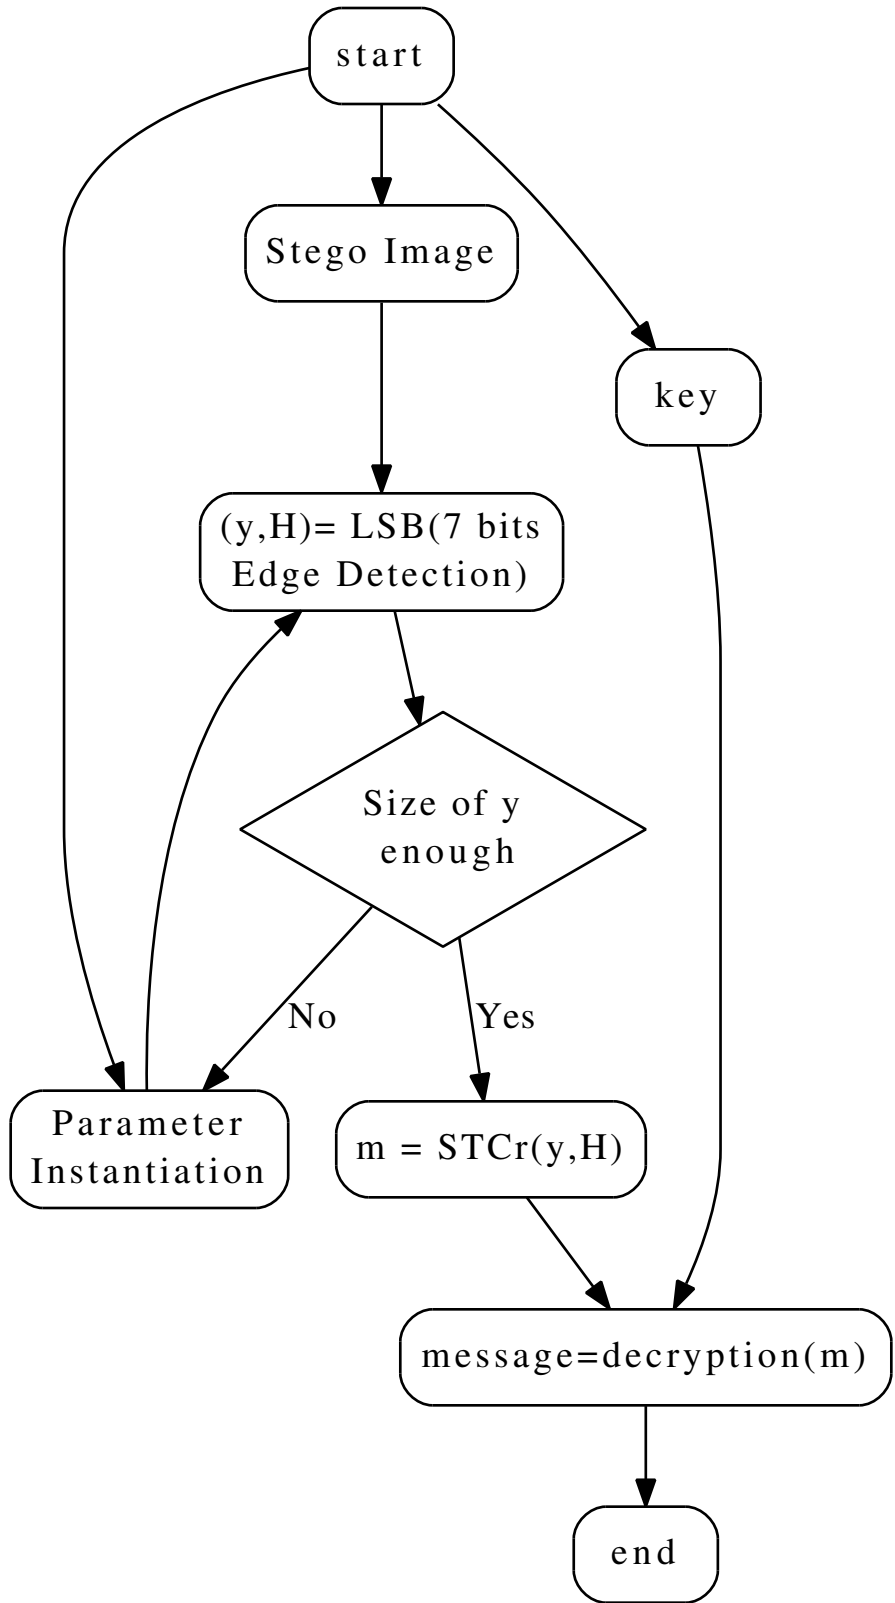 start
Stego Image
key
(y,H)= LSB(7 bits
Edge Detection)
Size of y
enough
No
Yes
Parameter
Instantiation
m = STCr(y,H)
message=decryption(m)
end